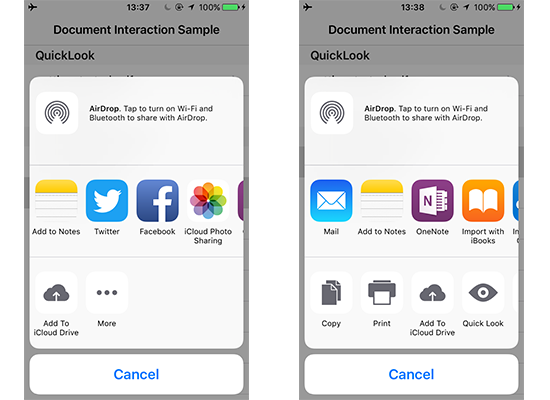 13:37
100%
Document Interaction Sample
QuickLook
AirDrop. Tap to turn on Wi-Fi and
Bluetooth to share with AirDrop.
Add to Notes
Twitter
Facebook
iCloud Photo
Sharing
Add To
iCloud Drive
More
Cancel
13:38
100%
Document Interaction Sample
QuickLook
AirDrop. Tap to turn on Wi-Fi and
Bluetooth to share with AirDrop.
Mail
Add to Notes
N
OneNote
Import with
iBooks
Copy
Print
Add To
iCloud Drive
Quick Look
Cancel